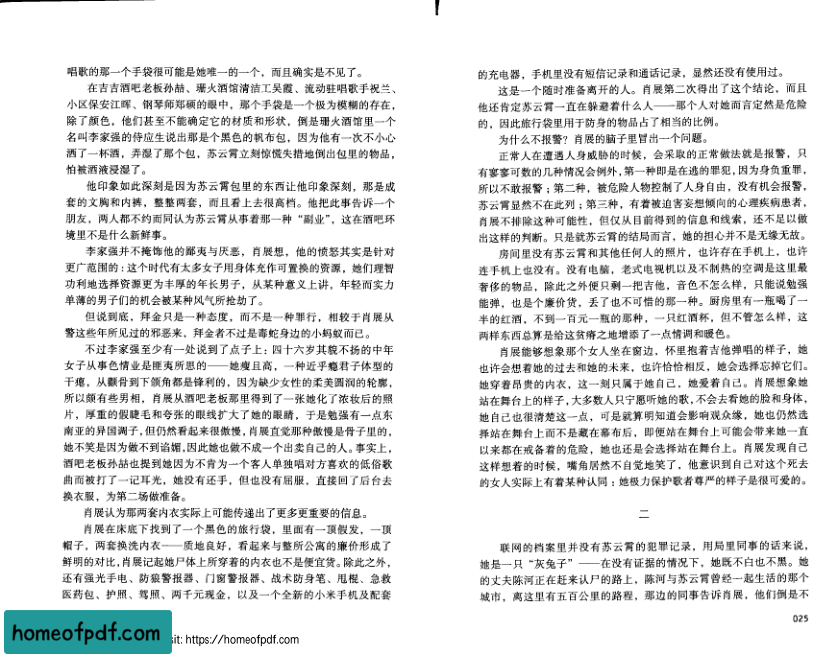 唱歌的那一个手袋很可能是她唯一的一个，而且确实是不见了。
在吉吉酒吧老板孙喆、珊火酒馆清洁工吴霞、流动驻唱歌手祝兰、
小区保安江晖、钢琴师郑硕的眼中，那个手袋是一个极为模糊的存在，
除了颜色，他们甚至不能确定它的材质和形状，倒是珊火酒馆里一个
名叫李家强的侍应生说出那是个黑色的帆布包，因为他有一次不小心
洒了一杯酒，弄湿了那个包，苏云霄立刻惊慌失措地倒出包里的物品，
怕被酒液浸湿了。
他印象如此深刻是因为苏云霄包里的东西让他印象深刻，那是成
套的文胸和内裤，整整两套，而且看上去很高档。他把此事告诉一个
朋友，两人都不约而同认为苏云霄从事着那一种“副业”，这在酒吧环
境里不是什么新鲜事。
李家强并不掩饰他的鄙夷与厌恶，肖展想，他的愤怒其实是针对
更广范围的：这个时代有太多女子用身体充作可置换的资源，她们理智
功利地选择资源更为丰厚的年长男子，从某种意义上讲，年轻而实力
单薄的男子们的机会被某种风气所抢劫了。
但说到底，拜金只是一种态度，而不是一种罪行，相较于肖展从
警这些年所见过的邪恶来，拜金者不过是毒蛇身边的小蚂蚁而已。
不过李家强至少有一处说到了点子上：四十六岁其貌不扬的中年
女子从事色情业是匪夷所思的——她瘦且高，一种近乎瘾君子体型的
干瘪，从颧骨到下颌角都是锋利的，因为缺少女性的柔美圆润的轮廓，
所以颇有些男相，肖展从酒吧老板那里得到了一张她化了浓妆后的照
片，厚重的假睫毛和夸张的眼线扩大了她的眼睛，于是勉强有一点东
南亚的异国调子，但仍然看起来很傲慢，肖展直觉那种傲慢是骨子里的，
她不笑是因为做不到谄媚，因此她也做不成一个出卖自己的人。事实上，
酒吧老板孙喆也提到她因为不肯为一个客人单独唱对方喜欢的低俗歌
曲而被打了一记耳光，她没有还手，但也没有屈服，直接回了后台去
换衣服，为第二场做准备。
肖展认为那两套内衣实际上可能传递出了更多更重要的信息。
肖展在床底下找到了一个黑色的旅行袋，里面有一顶假发，一顶
帽子，两套换洗内衣——质地良好，看起来与整所公寓的廉价形成了
鲜明的对比，肖展记起她尸体上所穿着的内衣也不是便宜货。除此之外，
还有强光手电、防狼警报器、门窗警报器、战术防身笔、甩棍、急救
医药包、护照、驾照、两千元现金，以及一个全新的小米手机及配套
的充电器，手机里没有短信记录和通话记录，显然还没有使用过。
这是一个随时准备离开的人。肖展第二次得出了这个结论，而且
他还肯定苏云霄一直在躲避着什么人——那个人对她而言定然是危险
的，因此旅行袋里用于防身的物品占了相当的比例。
为什么不报警？肖展的脑子里冒出一个问题。
正常人在遭遇人身威胁的时候，会采取的正常做法就是报警，只
有寥寥可数的几种情况会例外，第一种即是在逃的罪犯，因为身负重罪，
所以不敢报警；第二种，被危险人物控制了人身自由，没有机会报警，
苏云霄显然不在此列；第三种，有着被迫害妄想倾向的心理疾病患者，
肖展不排除这种可能性，但仅从目前得到的信息和线索，还不足以做
出这样的判断。只是就苏云霄的结局而言，她的担心并不是无缘无故。
房间里没有苏云霄和其他任何人的照片，也许存在手机上，也许
连手机上也没有。没有电脑，老式电视机以及不制热的空调是这里最
奢侈的物品，除此之外便只剩一把吉他，音色不怎么样，只能说勉强
能弹，也是个廉价货，丢了也不可惜的那一种。厨房里有一瓶喝了一
半的红酒，不到一百元一瓶的那种，一只红酒杯，但不管怎么样，这
两样东西总算是给这贫瘠之地增添了一点情调和暖色。
肖展能够想象那个女人坐在窗边，怀里抱着吉他弹唱的样子，她
也许会想着她的过去和她的未来，也许恰恰相反，她会选择忘掉它们。
她穿着昂贵的内衣，这一刻只属于她自己，她爱着自己。肖展想象她
站在舞台上的样子，大多数人只宁愿听她的歌，不会去看她的脸和身体，
她自己也很清楚这一点，可是就算明知道会影响观众缘，她也仍然选
择站在舞台上而不是藏在幕布后，即便站在舞台上可能会带来她一直
以来都在戒备着的危险，她也还是会选择站在舞台上。肖展发现自己
这样想着的时候，嘴角居然不自觉地笑了，他意识到自己对这个死去
的女人实际上有着某种认同：她极力保护歌者尊严的样子是很可爱的。
二
联网的档案里并没有苏云霄的犯罪记录，用局里同事的话来说，
她是一只“灰兔子”——在没有证据的情况下，她既不白也不黑。她
的丈夫陈河正在赶来认尸的路上，陈河与苏云霄曾经一起生活的那个
城市，离这里有五百公里的路程，那边的同事告诉肖展，他们倒是不
025
homeofpdf.com
sit: https://homeofpdf.com